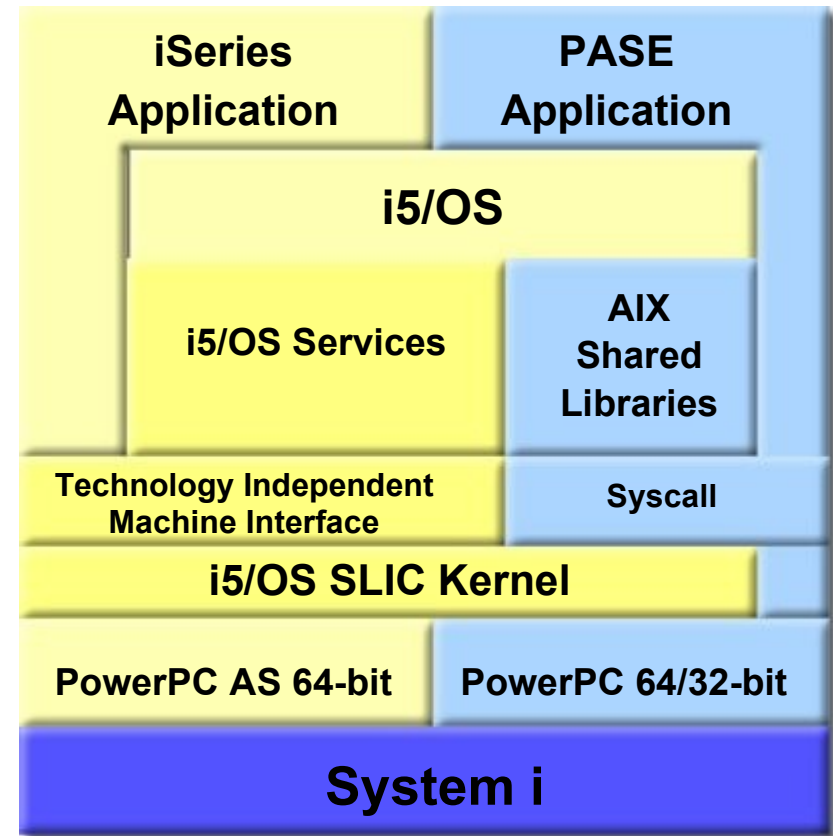 iSeries
Application
PASE
Application
i5/OS
i5/OS Services
AIX
Shared
Libraries
Technology Independent
Machine Interface
Syscall
i5/OS SLIC Kernel
PowerPC AS 64-bit
PowerPC 64/32-bit
System i